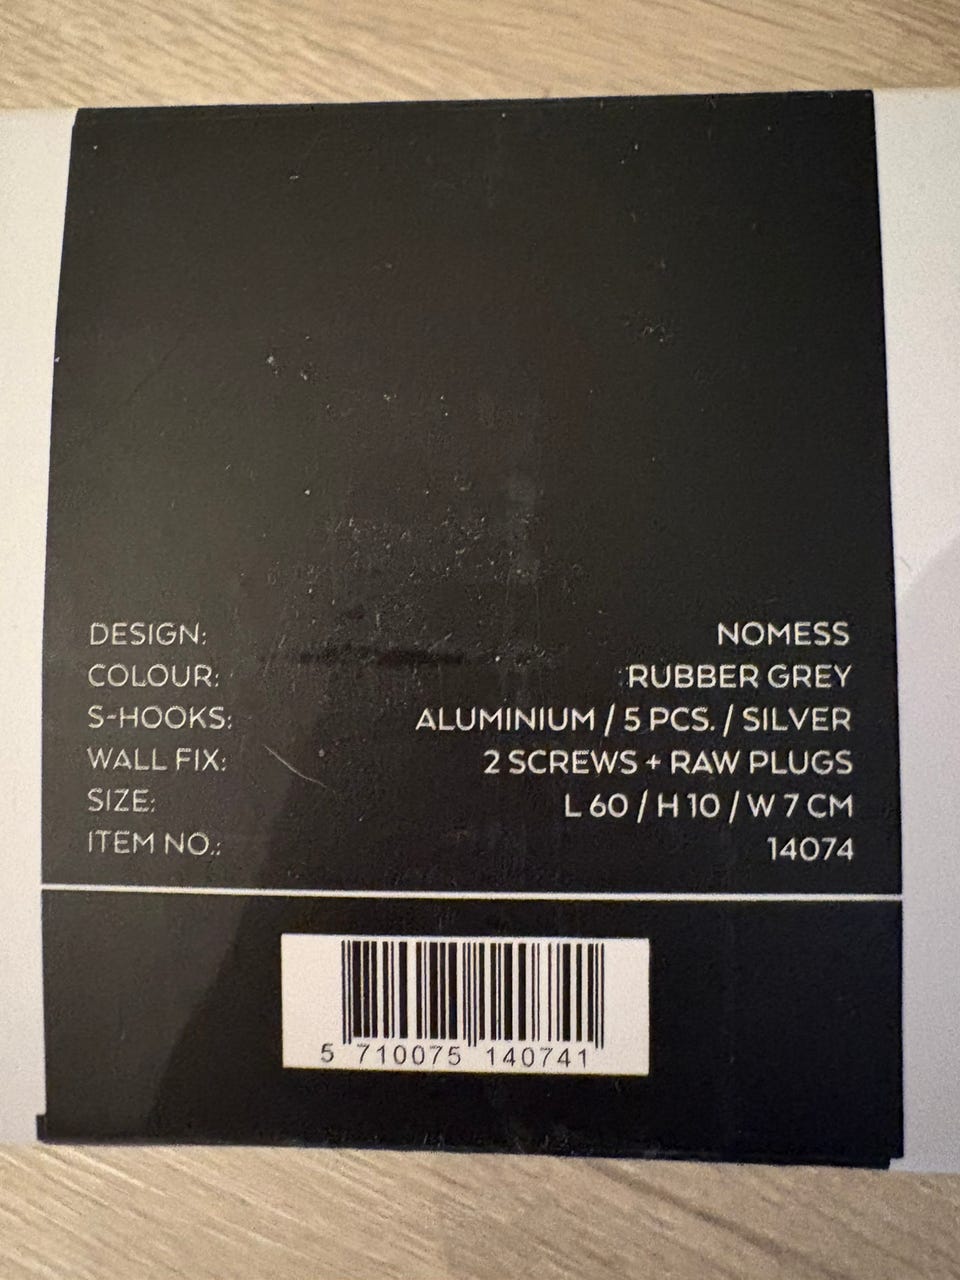 DESIGN: NOMESS
COLOUR: RUBBER GREY
S-HOOKS: ALUMINIUM / 5 PCS. / SILVER
WALL FIX: 2 SCREWS + RAW PLUGS
SIZE: L 60 / H 10 / W 7 CM
ITEM NO.: 14074
5 710075 140741